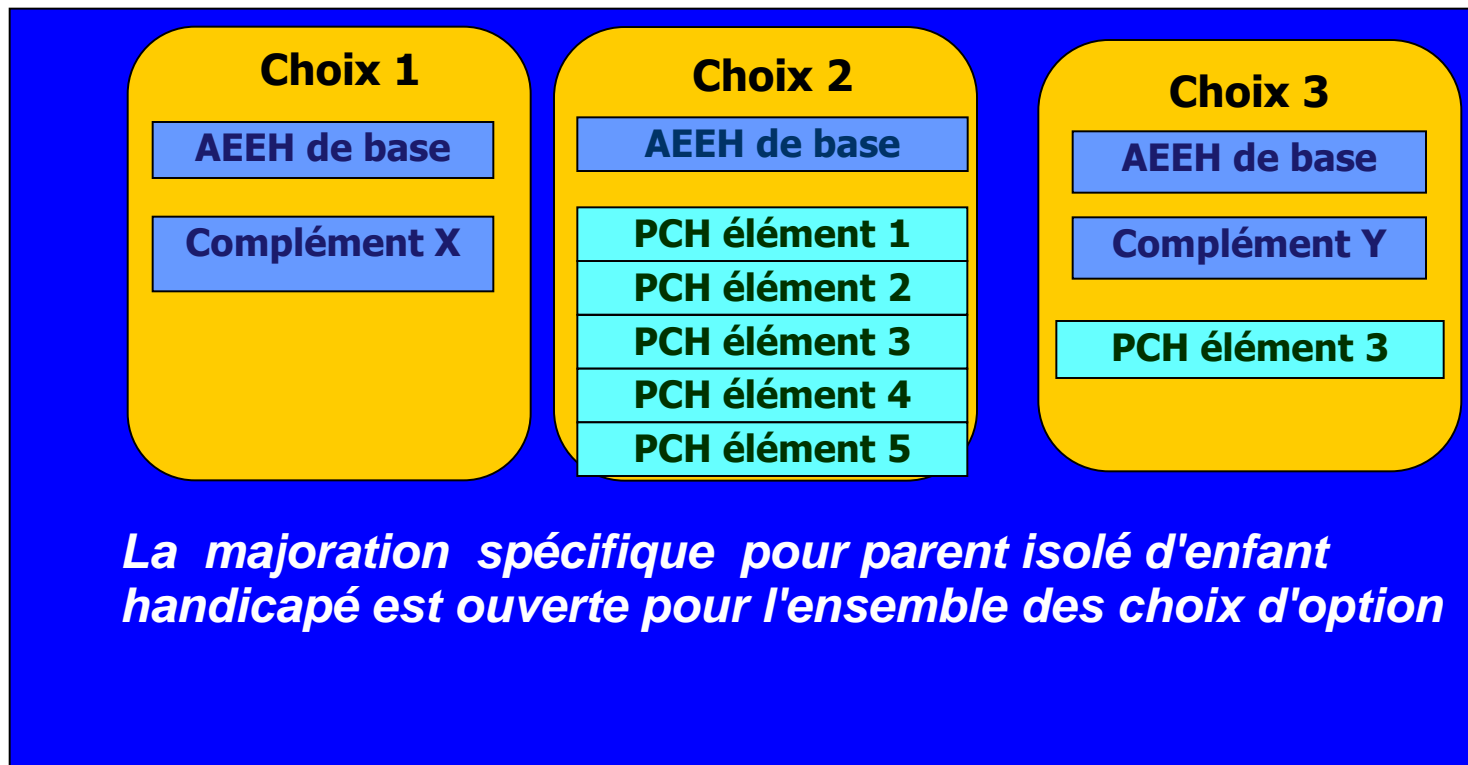 Choix 1
AEEH de base
Complément X
Choix 2
AEEH de base
PCH élément 1
PCH élément 2
PCH élément 3
PCH élément 4
PCH élément 5
Choix 3
AEEH de base
Complément Y
PCH élément 3
La majoration spécifique pour parent isolé d'enfant
handicapé est ouverte pour l'ensemble des choix d'option